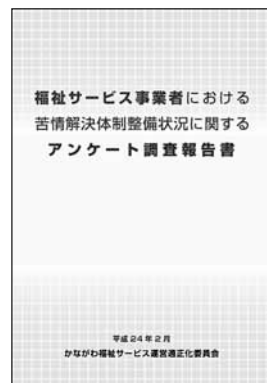 福祉サービス事業者における
苦情解決体制整備状況に関する
アンケート調査報告書
平成24年2月
かながわ福祉サービス運営適正化委員会